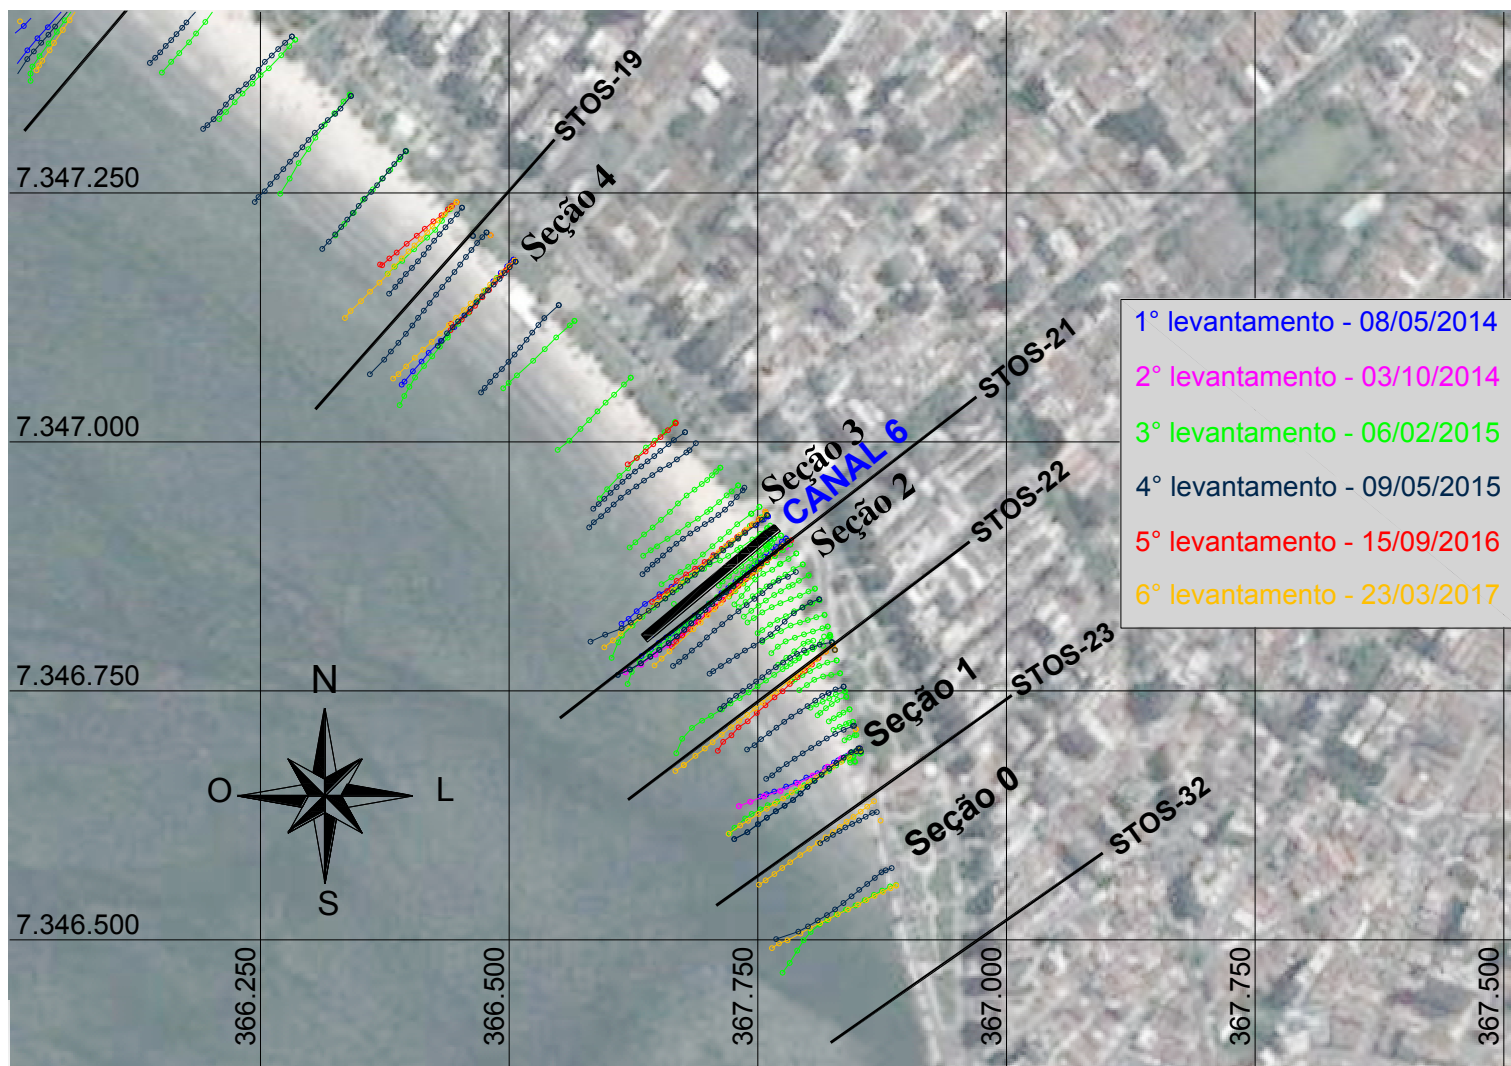 STOS-19
7.347.250
Seção 4
1° levantamento - 08/05/2014
STOS-21
2° levantamento - 03/10/2014
7.347.000
Seção 3
CANAL 6
3° levantamento - 06/02/2015
STOS-22
Seção 2
4° levantamento - 09/05/2015
5° levantamento - 15/09/2016
6° levantamento - 23/03/2017
STOS-23
7.346.750
N
Seção 1
O
L
Seção 0
STOS-32
S
7.346.500
366.250
366.500
367.750
367.000
367.750
367.500